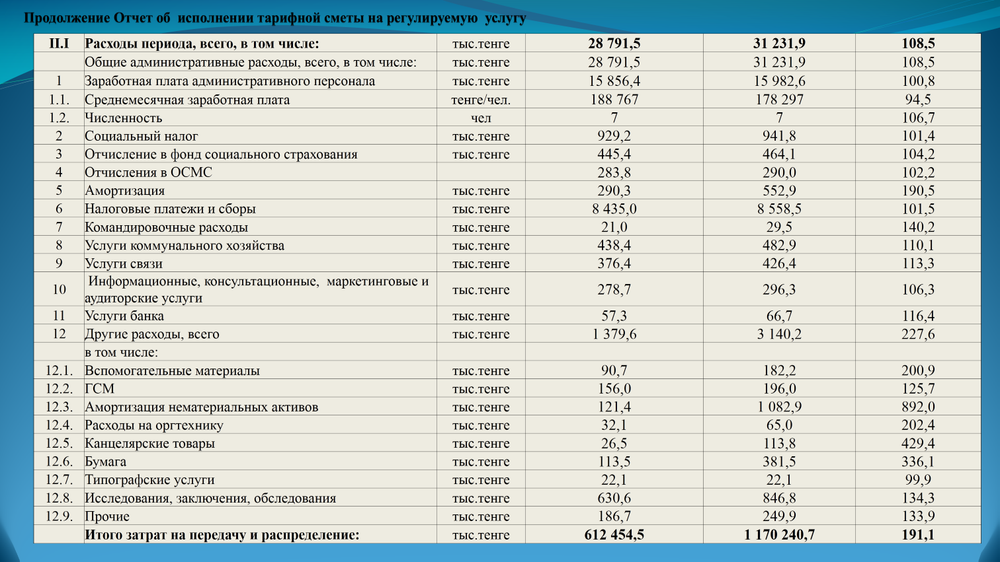 Продолжение Отчет об  исполнении тарифной сметы на регулируемую  услугу
II.I Расходы периода, всего, в том числе: тыс.тенге 28 791,5 31 231,9 108,5
Общие административные расходы, всего, в том числе: тыс.тенге 28 791,5 31 231,9 108,5
1 Заработная плата административного персонала тыс.тенге 15 856,4 15 982,6 100,8
1.1. Среднемесячная заработная плата тенге/чел. 188 767 178 297 94,5
1.2. Численность чел 7 7 106,7
2 Социальный налог тыс.тенге 929,2 941,8 101,4
3 Отчисление в фонд социального страхования тыс.тенге 445,4 464,1 104,2
4 Отчисления в ОСМС 283,8 290,0 102,2
5 Амортизация тыс.тенге 290,3 552,9 190,5
6 Налоговые платежи и сборы тыс.тенге 8 435,0 8 558,5 101,5
7 Командировочные расходы тыс.тенге 21,0 29,5 140,2
8 Услуги коммунального хозяйства тыс.тенге 438,4 482,9 110,1
9 Услуги связи тыс.тенге 376,4 426,4 113,3
10 Информационные, консультационные,  маркетинговые и
аудиторские услуги тыс.тенге 278,7 296,3 106,3
11 Услуги банка тыс.тенге 57,3 66,7 116,4
12 Другие расходы, всего тыс.тенге 1 379,6 3 140,2 227,6
в том числе:
12.1. Вспомогательные материалы тыс.тенге 90,7 182,2 200,9
12.2. ГСМ тыс.тенге 156,0 196,0 125,7
12.3. Амортизация нематериальных активов тыс.тенге 121,4 1 082,9 892,0
12.4. Расходы на оргтехнику тыс.тенге 32,1 65,0 202,4
12.5. Канцелярские товары тыс.тенге 26,5 113,8 429,4
12.6. Бумага тыс.тенге 113,5 381,5 336,1
12.7. Типографские услуги тыс.тенге 22,1 22,1 99,9
12.8. Исследования, заключения, обследования тыс.тенге 630,6 846,8 134,3
12.9. Прочие тыс.тенге 186,7 249,9 133,9
Итого затрат на передачу и распределение: тыс.тенге 612 454,5 1 170 240,7 191,1